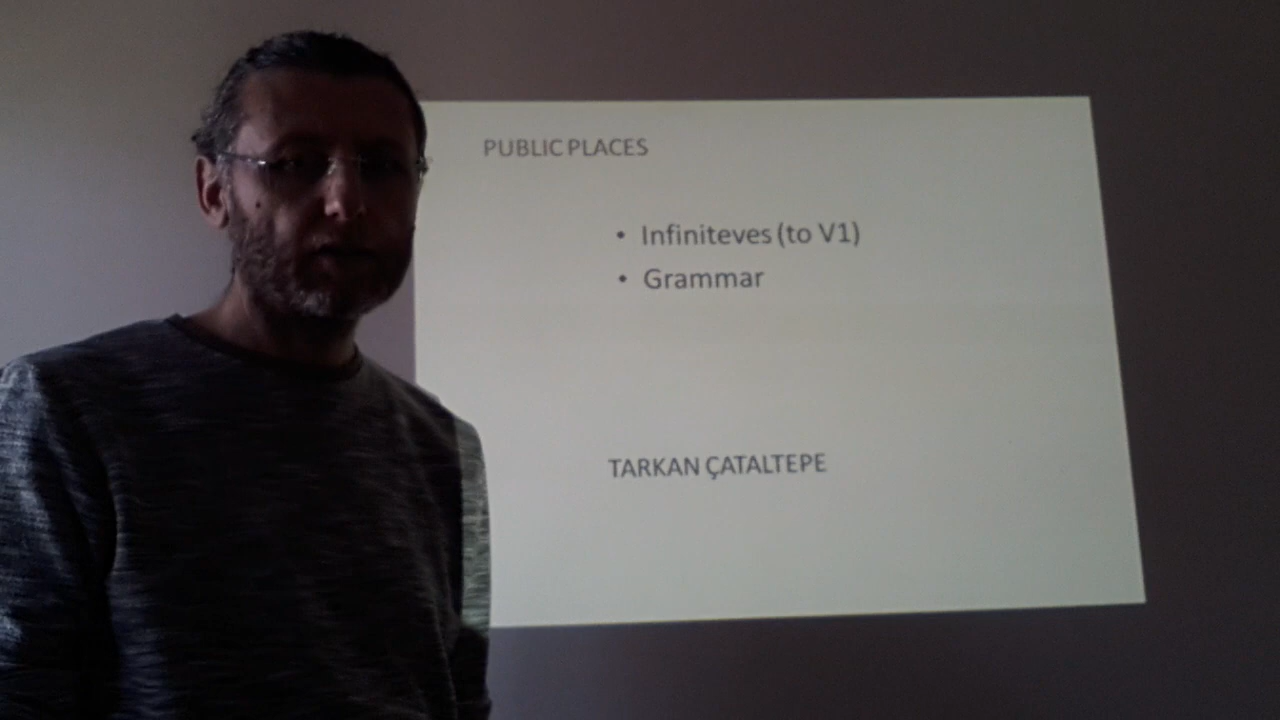 PUBLIC PLACES
• Infiniteves (to V1)
• Grammar
TARKAN ÇATALTEPE